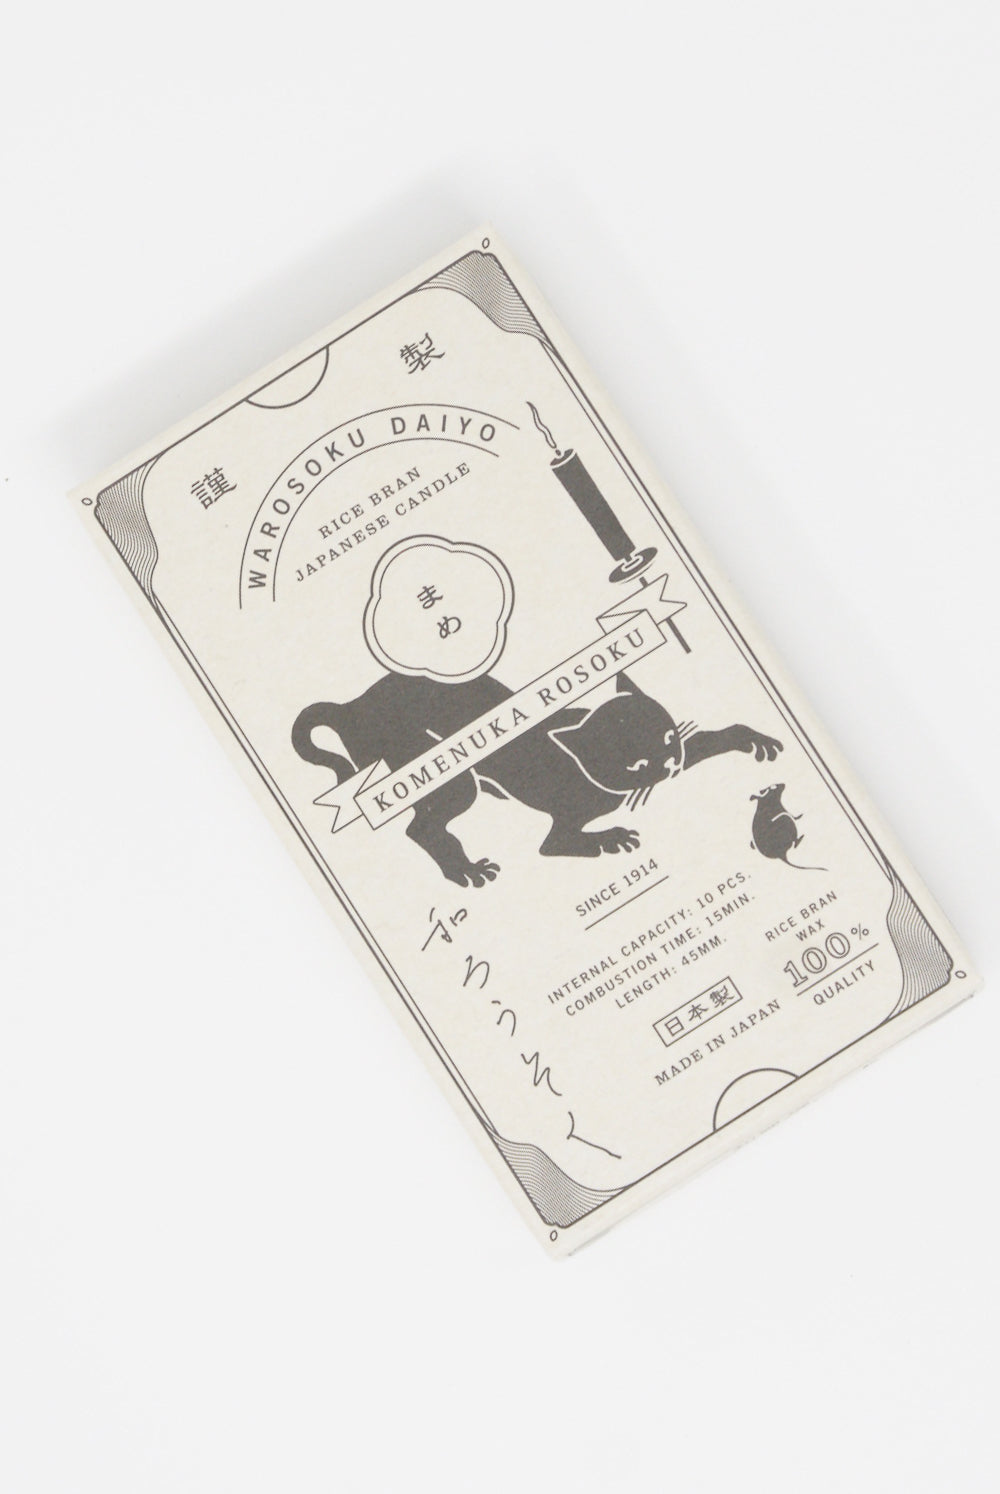 謹製
WAROSOKU DAIYO
RICE BRAN
JAPANESE CANDLE
まめ
KOMENUKA ROSOKU
SINCE 1914
INTERNAL CAPACITY: 10 PCS.
COMBUSTION TIME: 15MIN.
LENGTH: 45MM.
日本製
MADE IN JAPAN
RICE BRAN
WAX
100%
QUALITY
和ろうそく